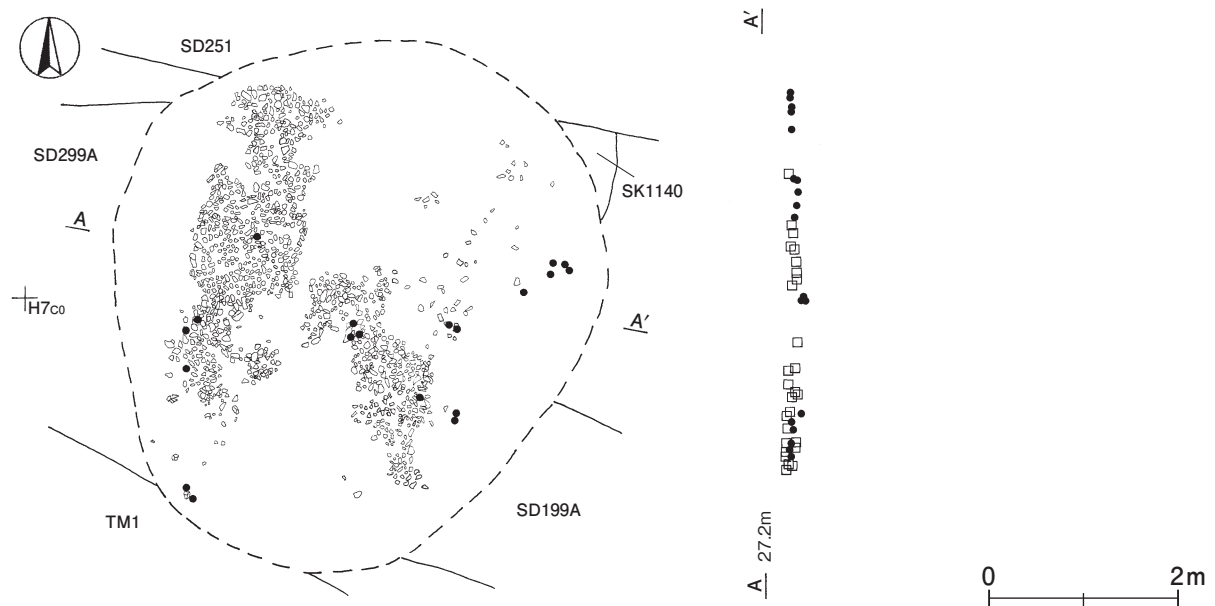 SD251
SD299A
SK1140
A
A′
H7C0
TM1
SD199A
A′
A 27.2m
0 2m